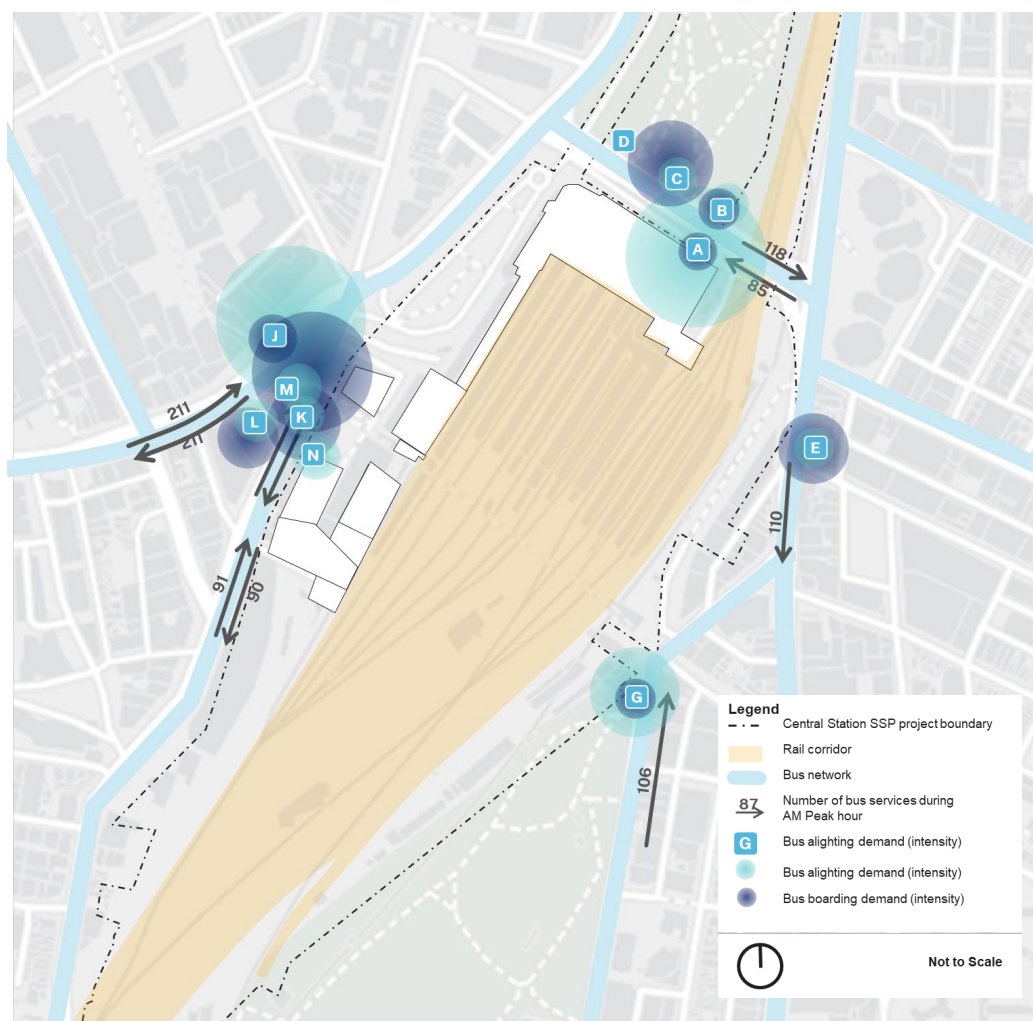 D
C
B
A
118
85
J
M
K
L
N
211
211
E
110
91
90
G
106
Legend
Central Station SSP project boundary
Rail corridor
Bus network
87
Number of bus services during
AM Peak hour
G
Bus alighting demand (intensity)
Bus alighting demand (intensity)
Bus boarding demand (intensity)
Not to Scale